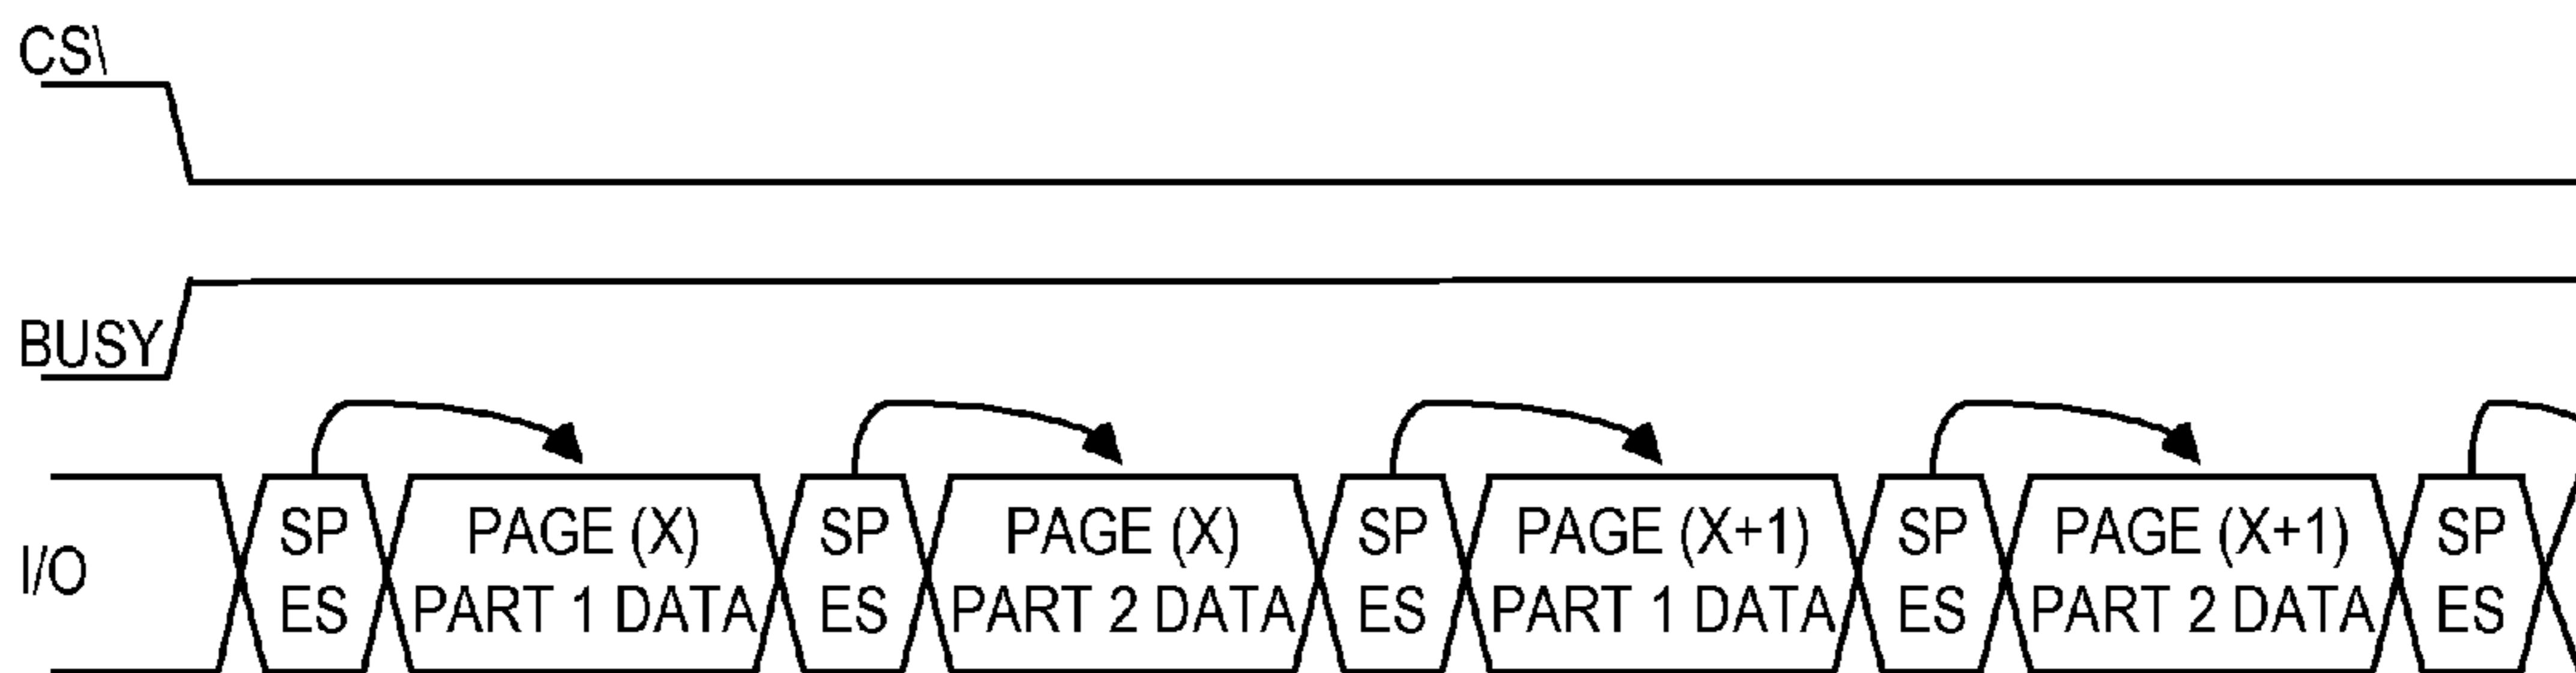 CS\
BUSY
I/O
SP
ES
PAGE (X)
PART 1 DATA
SP
ES
PAGE (X)
PART 2 DATA
SP
ES
PAGE (X+1)
PART 1 DATA
SP
ES
PAGE (X+1)
PART 2 DATA
SP
ES